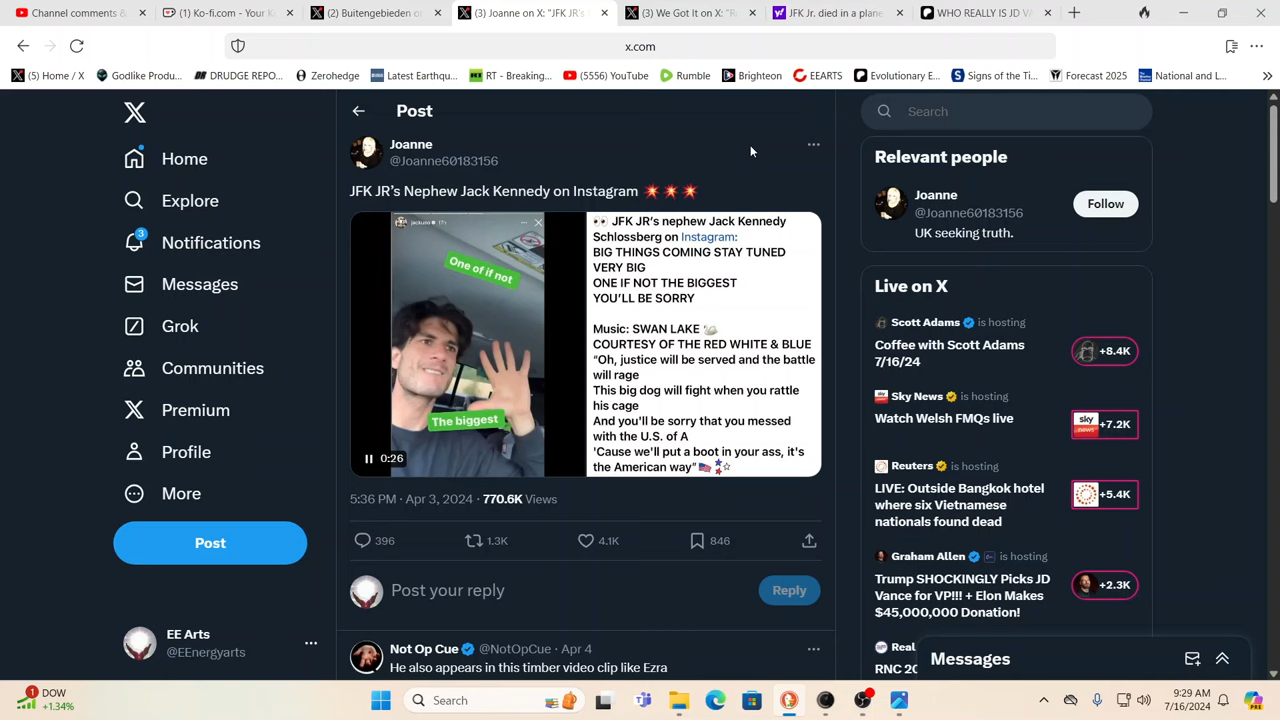 Channel comments &
(1) Ko-fi.com - Your K
(2) Buitengebieden o
(3) Joanne on X: "JFK JR's
(3) We Got It on X: "R
JFK Jr. died in a plane
WHO REALLY IS JD VA
x.com
(5) Home / X
Godlike Produ...
DRUDGE REPO...
Zerohedge
Latest Earthqu...
RT - Breaking...
(5556) YouTube
Rumble
Brighteon
EEARTS
Evolutionary E...
Signs of the Ti...
Forecast 2025
National and L...
Home
Explore
3
Notifications
Messages
Grok
Communities
Premium
Profile
More
Post
EE Arts
@EEnergyarts
Post
Joanne
@Joanne60183156
JFK JR's Nephew Jack Kennedy on Instagram 💥💥💥
One of if not
The biggest
0:26
👀 JFK JR's nephew Jack Kennedy
Schlossberg on Instagram:
BIG THINGS COMING STAY TUNED
VERY BIG
ONE IF NOT THE BIGGEST
YOU'LL BE SORRY
Music: SWAN LAKE 🦢
COURTESY OF THE RED WHITE & BLUE
"Oh, justice will be served and the battle
will rage
This big dog will fight when you rattle
his cage
And you'll be sorry that you messed
with the U.S. of A
'Cause we'll put a boot in your ass, it's
the American way"
5:36 PM · Apr 3, 2024 · 770.6K Views
396
1.3K
4.1K
846
Post your reply
Reply
Not Op Cue @NotOpCue · Apr 4
He also appears in this timber video clip like Ezra
Search
Relevant people
Joanne
@Joanne60183156
Follow
UK seeking truth.
Live on X
Scott Adams is hosting
Coffee with Scott Adams
7/16/24
+8.4K
Sky News is hosting
Watch Welsh FMQs live
sky
news
+7.2K
Reuters is hosting
LIVE: Outside Bangkok hotel
where six Vietnamese
nationals found dead
+5.4K
Graham Allen is hosting
Trump SHOCKINGLY Picks JD
Vance for VP!!! + Elon Makes
$45,000,000 Donation!
+2.3K
Real
RNC 20
Messages
1
DOW
+1.34%
Search
9:29 AM
7/16/2024
PRE